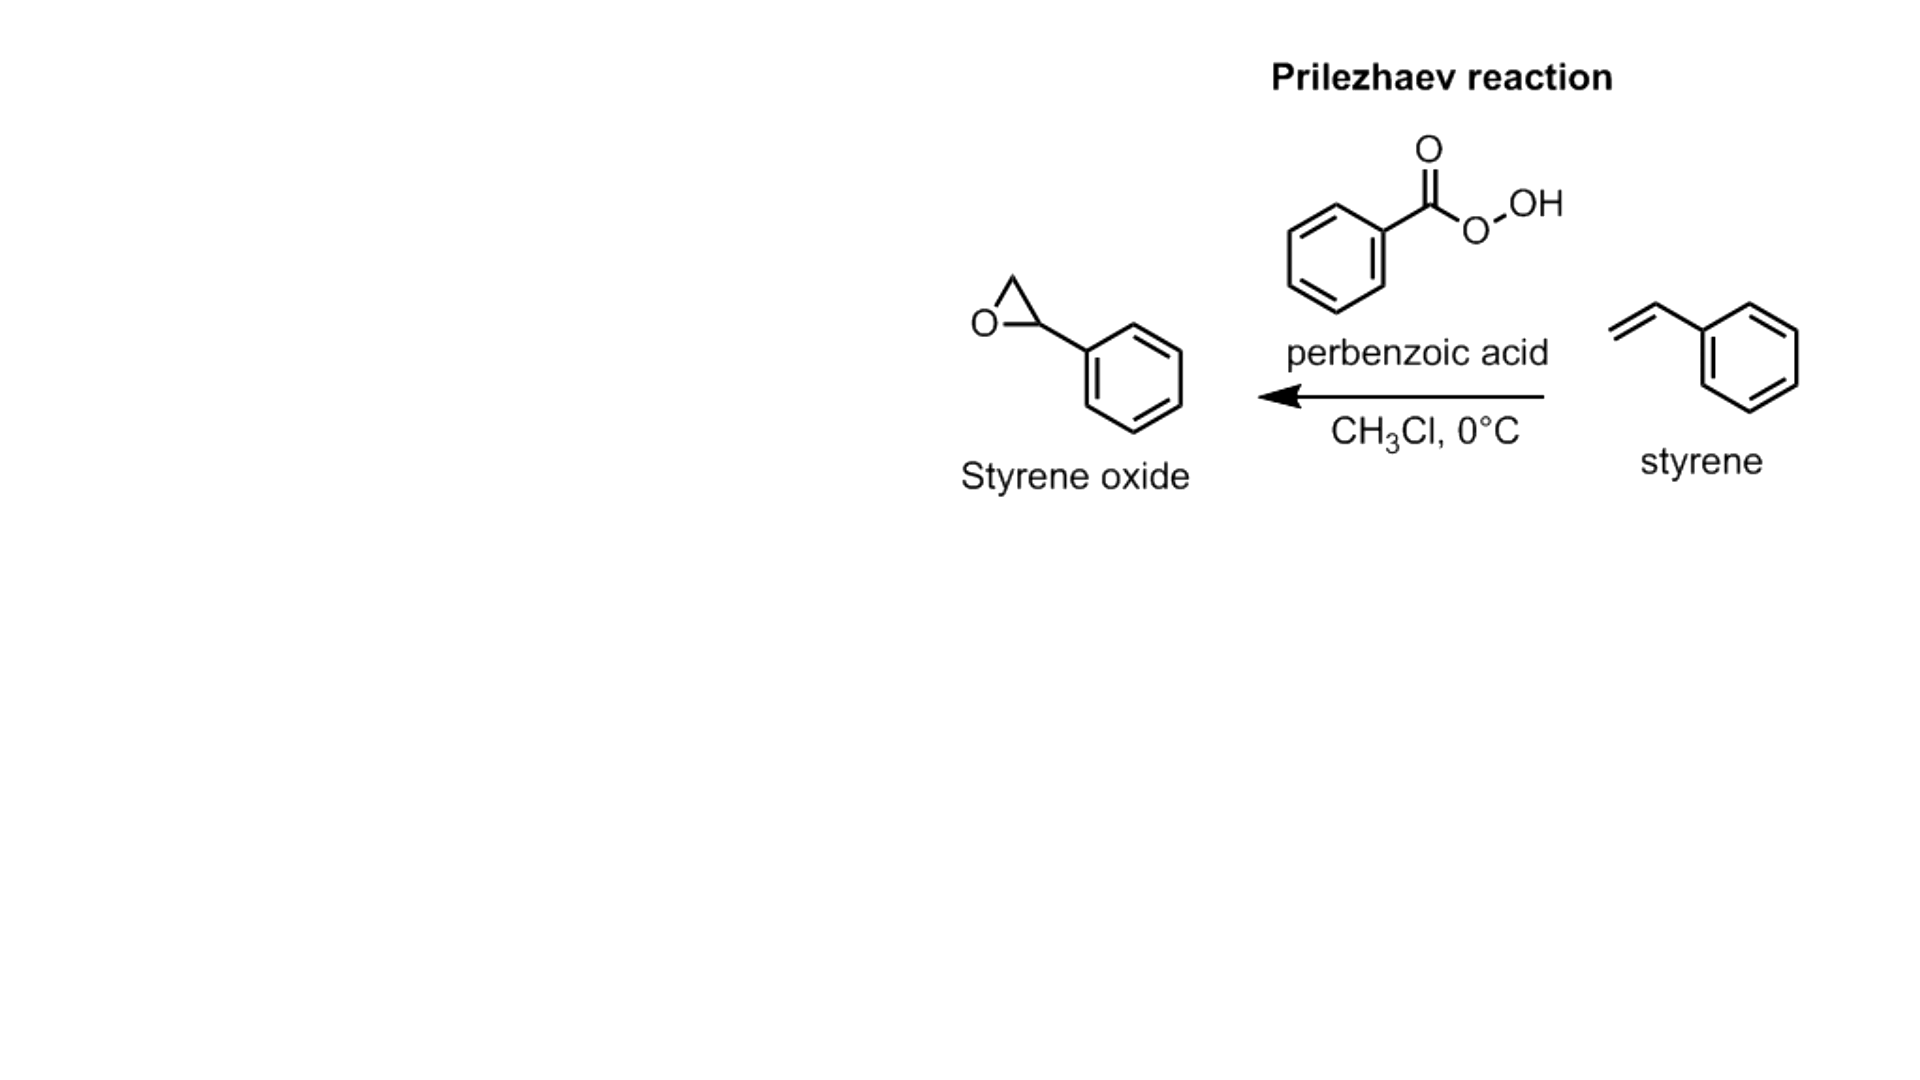 Prilezhaev reaction
O
OH
O
O
perbenzoic acid
CH₃Cl, 0°C
styrene
Styrene oxide